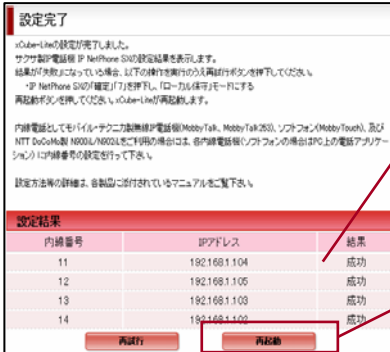 設定完了
xCube-Liteの設定が完了しました。
サクサ製IP電話機 IP NetPhone SXの設定結果を表示します。
結果が「失敗」になっている場合、以下の操作を実行のうえ再試行ボタンを押下してください。
・IP NetPhone SXの「確定」「7」を押下し、「ローカル保守」モードにする
再起動ボタンを押してください。xCube-Liteが再起動します。
内線電話としてモバイル・テクニカ製無線IP電話機(MobbyTalk、MobbyTalk263)、ソフトフォン(MobbyTouch)、及び
NTT DoCoMo製 N900iL/N902iLをご利用の場合には、各内線電話機(ソフトフォンの場合はPC上の電話アプリケー
ション)に内線番号の設定を行って下さい。
設定方法等の詳細は、各製品に添付されているマニュアルをご覧下さい。
設定結果
内線番号 IPアドレス 結果
11 192.168.1.104 成功
12 192.168.1.105 成功
13 192.168.1.103 成功
14 192.168.1.102 成功
再試行 再起動